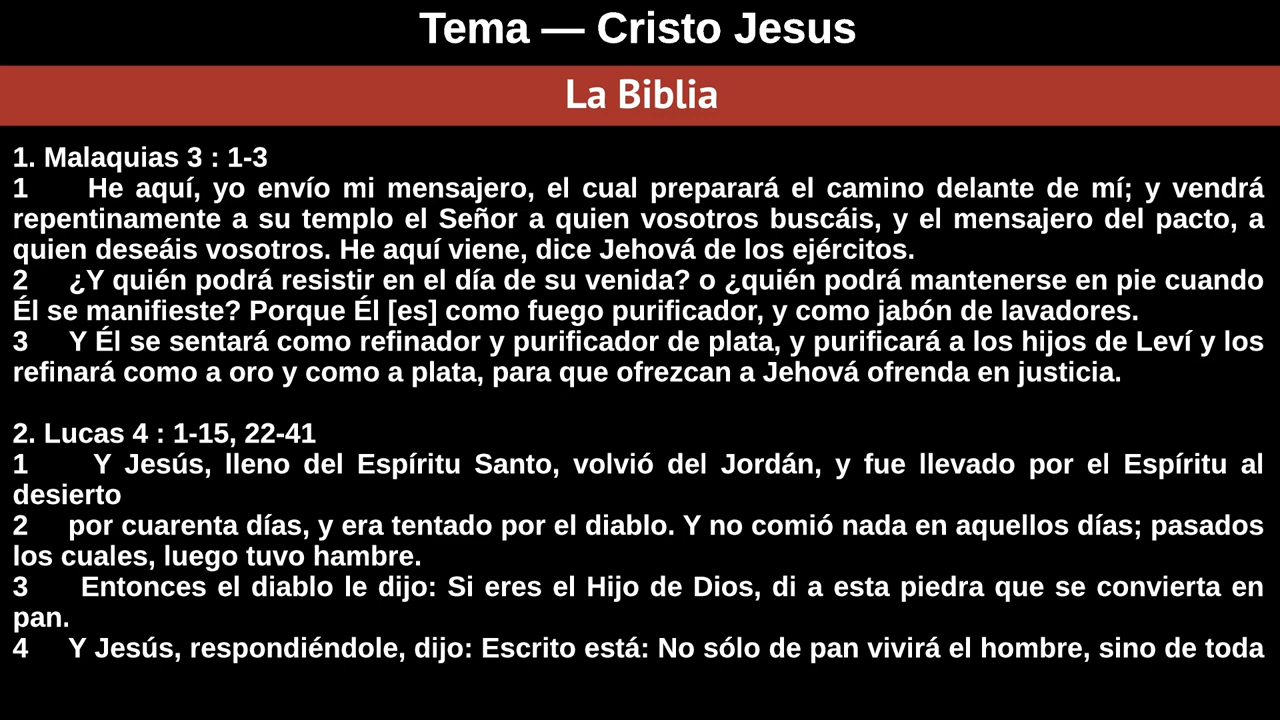 Tema — Cristo Jesus
La Biblia
1. Malaquias 3 : 1-3
1 He aquí, yo envío mi mensajero, el cual preparará el camino delante de mí; y vendrá
repentinamente a su templo el Señor a quien vosotros buscáis, y el mensajero del pacto, a
quien deseáis vosotros. He aquí viene, dice Jehová de los ejércitos.
2 ¿Y quién podrá resistir en el día de su venida? o ¿quién podrá mantenerse en pie cuando
Él se manifieste? Porque Él [es] como fuego purificador, y como jabón de lavadores.
3 Y Él se sentará como refinador y purificador de plata, y purificará a los hijos de Leví y los
refinará como a oro y como a plata, para que ofrezcan a Jehová ofrenda en justicia.
2. Lucas 4 : 1-15, 22-41
1 Y Jesús, lleno del Espíritu Santo, volvió del Jordán, y fue llevado por el Espíritu al
desierto
2 por cuarenta días, y era tentado por el diablo. Y no comió nada en aquellos días; pasados
los cuales, luego tuvo hambre.
3 Entonces el diablo le dijo: Si eres el Hijo de Dios, di a esta piedra que se convierta en
pan.
4 Y Jesús, respondiéndole, dijo: Escrito está: No sólo de pan vivirá el hombre, sino de toda